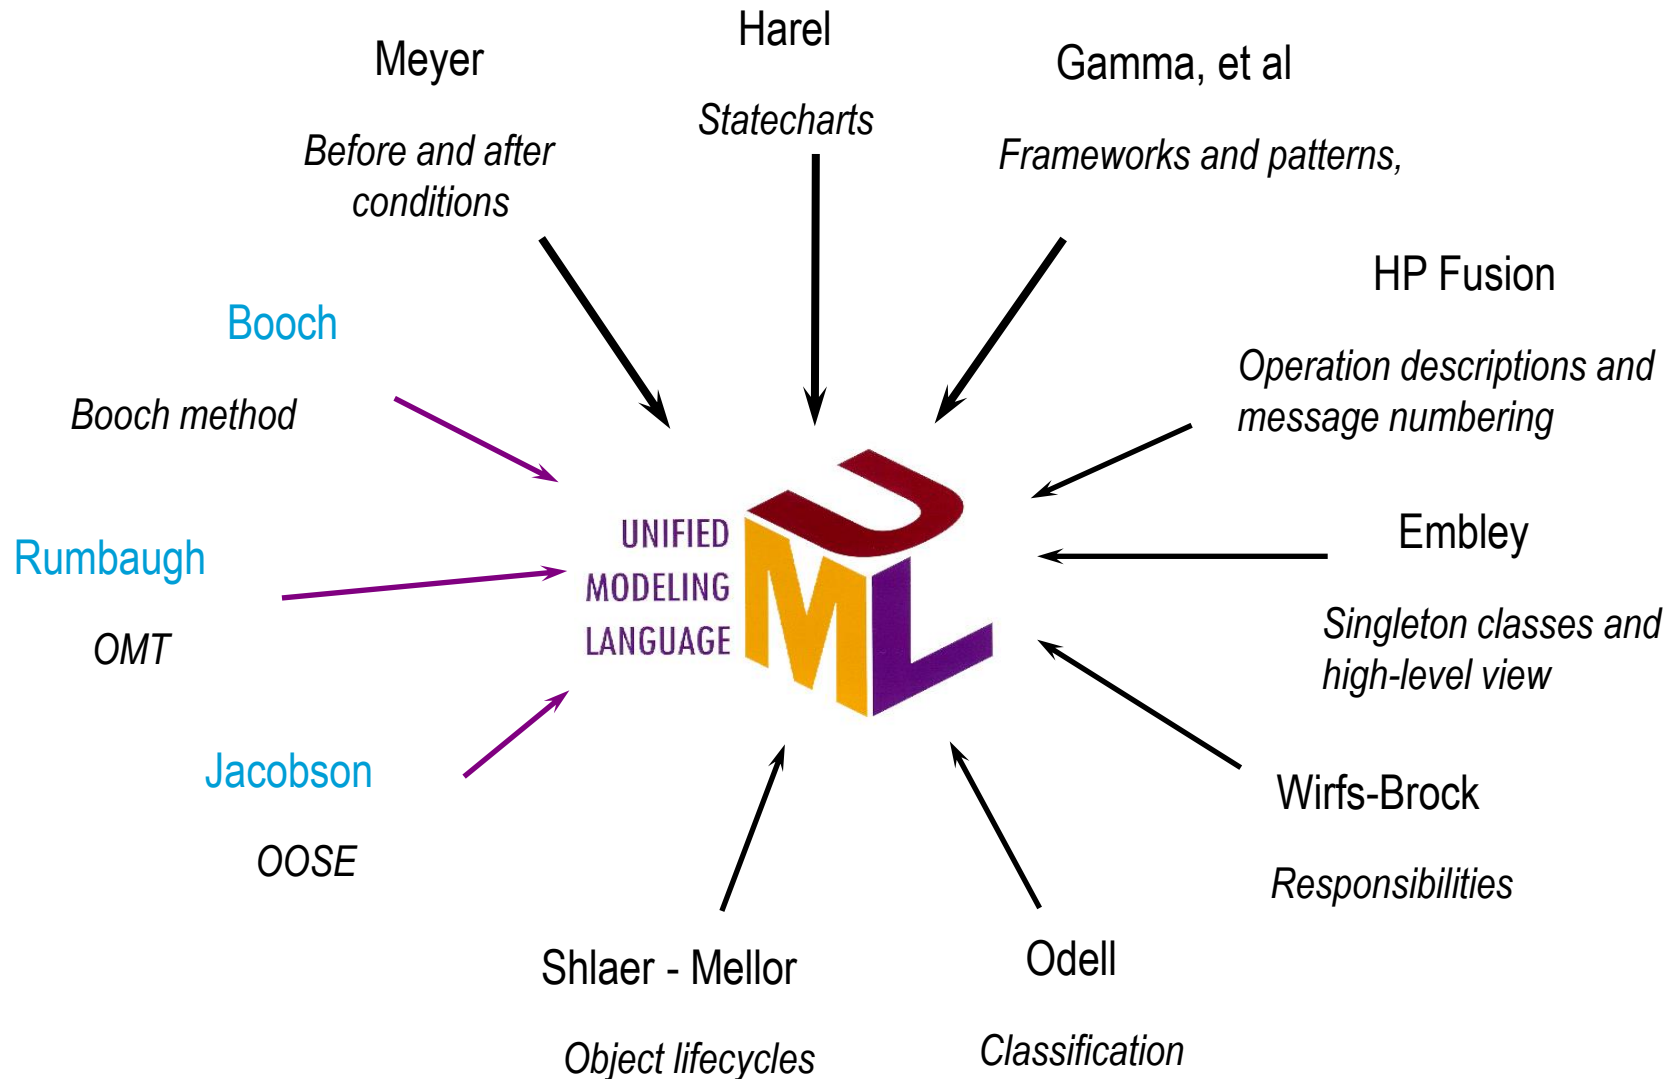 Harel
Meyer
Gamma, et al
Statecharts
Before and after
conditions
Frameworks and patterns,
HP Fusion
Booch
Operation descriptions and
message numbering
Booch method
UNIFIED
MODELING
LANGUAGE
UML
Embley
Rumbaugh
Singleton classes and
high-level view
OMT
Jacobson
Wirfs-Brock
OOSE
Responsibilities
Shlaer - Mellor
Odell
Object lifecycles
Classification